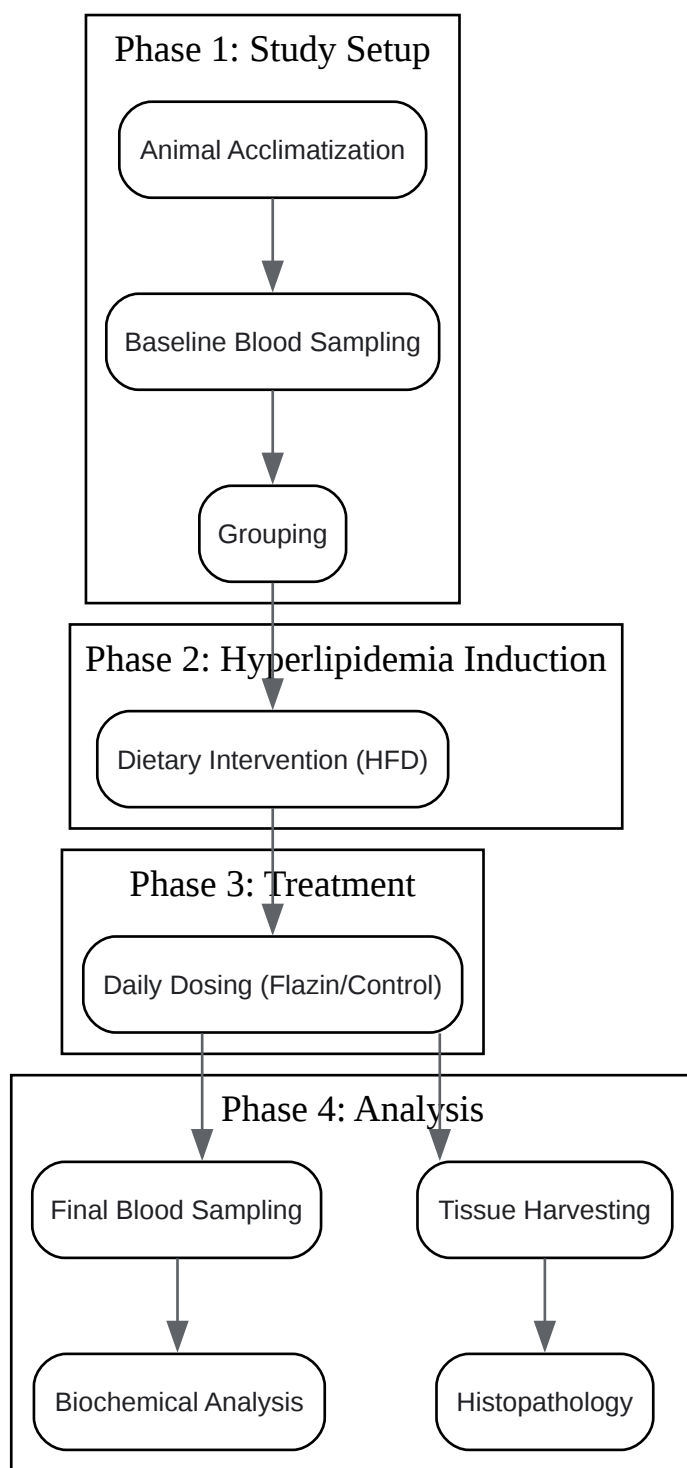 Phase 1: Study Setup
Animal Acclimatization
Baseline Blood Sampling
Grouping
Phase 2: Hyperlipidemia Induction
Dietary Intervention (HFD)
Phase 3: Treatment
Daily Dosing (Flazin/Control)
Phase 4: Analysis
Final Blood Sampling
Tissue Harvesting
Biochemical Analysis
Histopathology